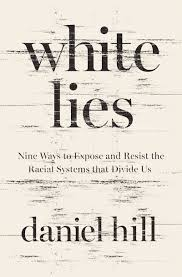 white
lies
Nine Ways to Expose and Resist the
Racial Systems that Divide Us
daniel hill